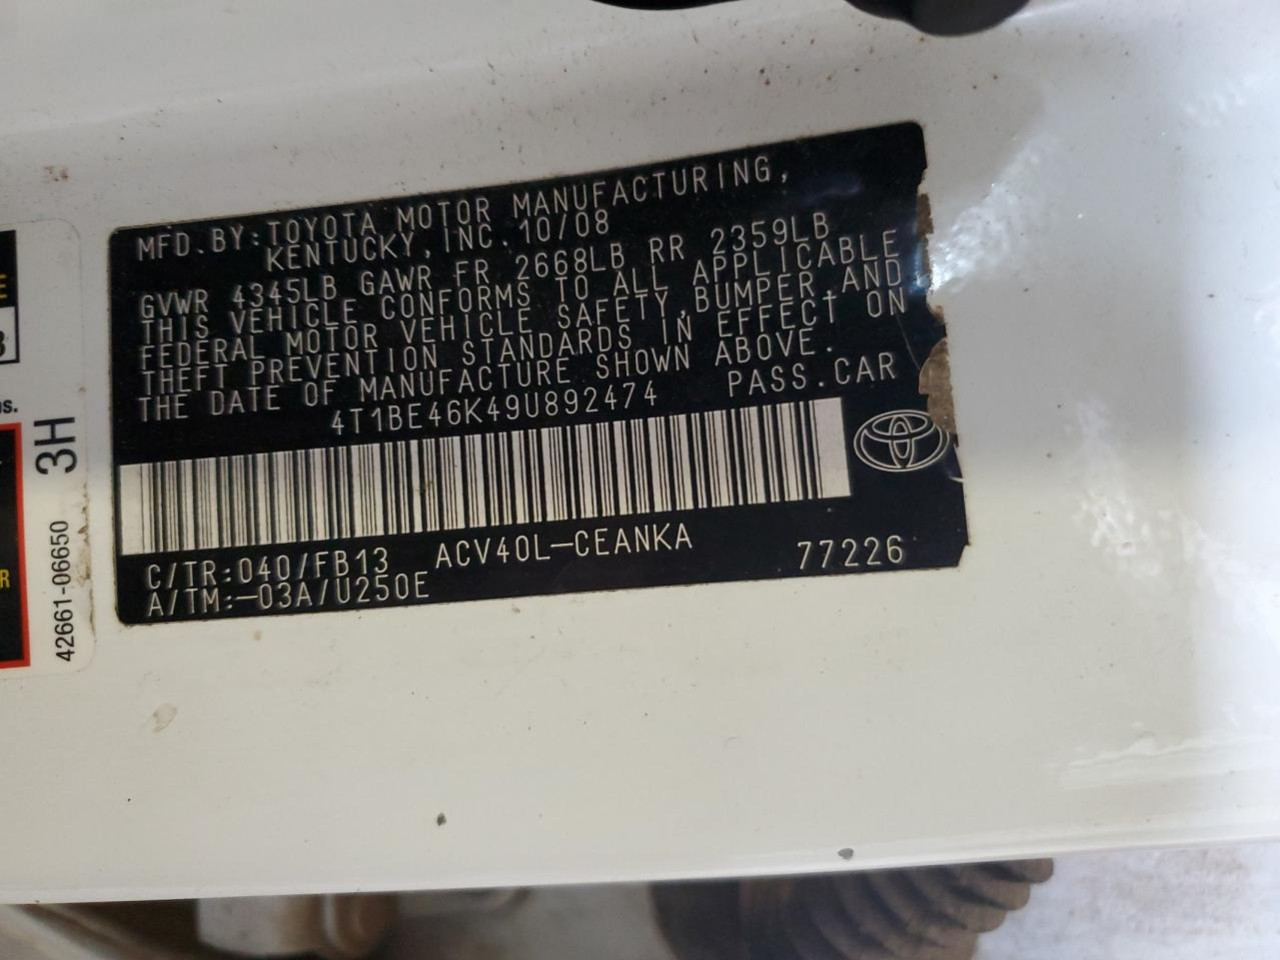 MFD.BY:TOYOTA MOTOR MANUFACTURING,
KENTUCKY, INC. 10/08
GVWR 4345LB GAWR FR 2668LB RR 2359LB
THIS VEHICLE CONFORMS TO ALL APPLICABLE
FEDERAL MOTOR VEHICLE SAFETY,BUMPER,AND
THEFT PREVENTION STANDARDS IN EFFECT ON
THE DATE OF MANUFACTURE SHOWN ABOVE.
4T1BE46K49U892474 PASS.CAR
C/TR:040/FB13 ACV40L-CEANKA 77226
A/TM:-03A/U250E
3H
42661-06650